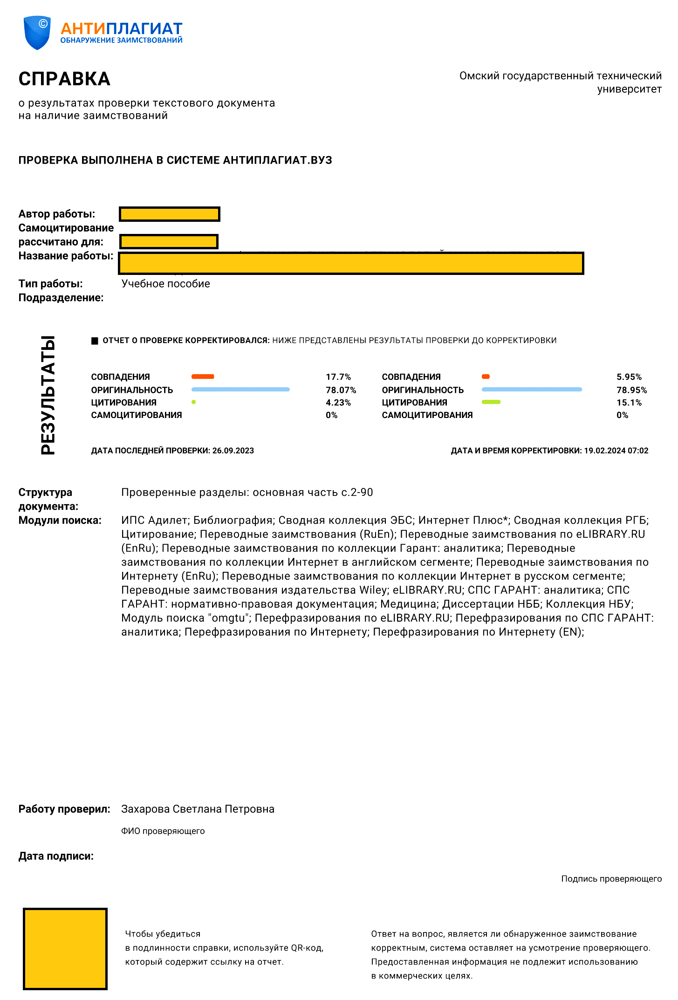 ©
АНТИПЛАГИАТ
ОБНАРУЖЕНИЕ ЗАИМСТВОВАНИЙ
СПРАВКА
о результатах проверки текстового документа
на наличие заимствований
Омский государственный технический
университет
ПРОВЕРКА ВЫПОЛНЕНА В СИСТЕМЕ АНТИПЛАГИАТ.ВУЗ
Автор работы:
Самоцитирование
рассчитано для:
Название работы:
Тип работы: Учебное пособие
Подразделение:
РЕЗУЛЬТАТЫ
ОТЧЕТ О ПРОВЕРКЕ КОРРЕКТИРОВАЛСЯ: НИЖЕ ПРЕДСТАВЛЕНЫ РЕЗУЛЬТАТЫ ПРОВЕРКИ ДО КОРРЕКТИРОВКИ
СОВПАДЕНИЯ 17.7% СОВПАДЕНИЯ 5.95%
ОРИГИНАЛЬНОСТЬ 78.07% ОРИГИНАЛЬНОСТЬ 78.95%
ЦИТИРОВАНИЯ 4.23% ЦИТИРОВАНИЯ 15.1%
САМОЦИТИРОВАНИЯ 0% САМОЦИТИРОВАНИЯ 0%
ДАТА ПОСЛЕДНЕЙ ПРОВЕРКИ: 26.09.2023 ДАТА И ВРЕМЯ КОРРЕКТИРОВКИ: 19.02.2024 07:02
Структура Проверенные разделы: основная часть с.2-90
документа:
Модули поиска: ИПС Адилет; Библиография; Сводная коллекция ЭБС; Интернет Плюс*; Сводная коллекция РГБ;
Цитирование; Переводные заимствования (RuEn); Переводные заимствования по eLIBRARY.RU
(EnRu); Переводные заимствования по коллекции Гарант: аналитика; Переводные
заимствования по коллекции Интернет в английском сегменте; Переводные заимствования по
Интернету (EnRu); Переводные заимствования по коллекции Интернет в русском сегменте;
Переводные заимствования издательства Wiley; eLIBRARY.RU; СПС ГАРАНТ: аналитика; СПС
ГАРАНТ: нормативно-правовая документация; Медицина; Диссертации НББ; Коллекция НБУ;
Модуль поиска "omgtu"; Перефразирования по eLIBRARY.RU; Перефразирования по СПС ГАРАНТ:
аналитика; Перефразирования по Интернету; Перефразирования по Интернету (EN);
Работу проверил: Захарова Светлана Петровна
ФИО проверяющего
Дата подписи:
Подпись проверяющего
Чтобы убедиться
в подлинности справки, используйте QR-код,
который содержит ссылку на отчет.
Ответ на вопрос, является ли обнаруженное заимствование
корректным, система оставляет на усмотрение проверяющего.
Предоставленная информация не подлежит использованию
в коммерческих целях.